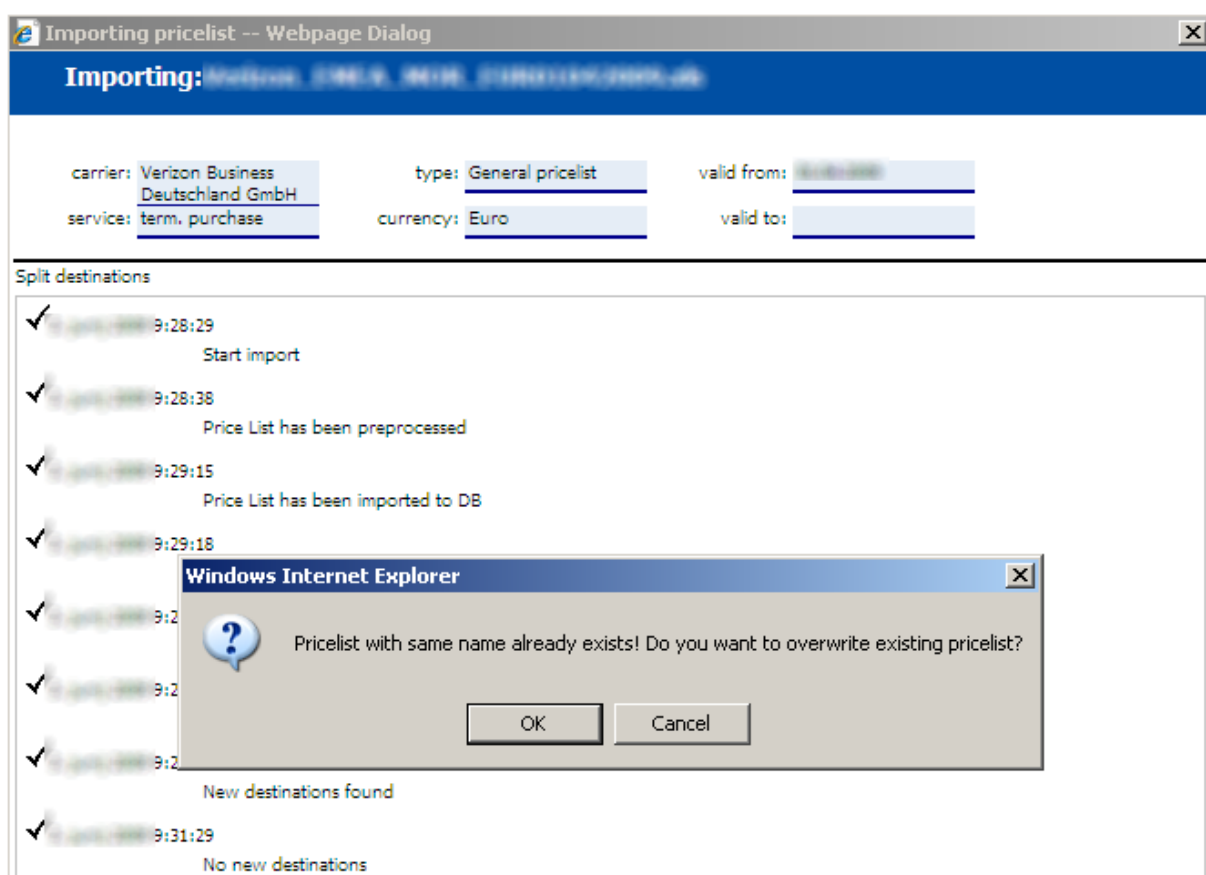 Importing pricelist -- Webpage Dialog
Importing:
carrier: Verizon Business Deutschland GmbH
type: General pricelist
valid from:
service: term. purchase
currency: Euro
valid to:
Split destinations
9:28:29
Start import
9:28:38
Price List has been preprocessed
9:29:15
Price List has been imported to DB
9:29:18
Windows Internet Explorer
9:2
Pricelist with same name already exists! Do you want to overwrite existing pricelist?
9:2
OK
Cancel
9:2
New destinations found
9:31:29
No new destinations